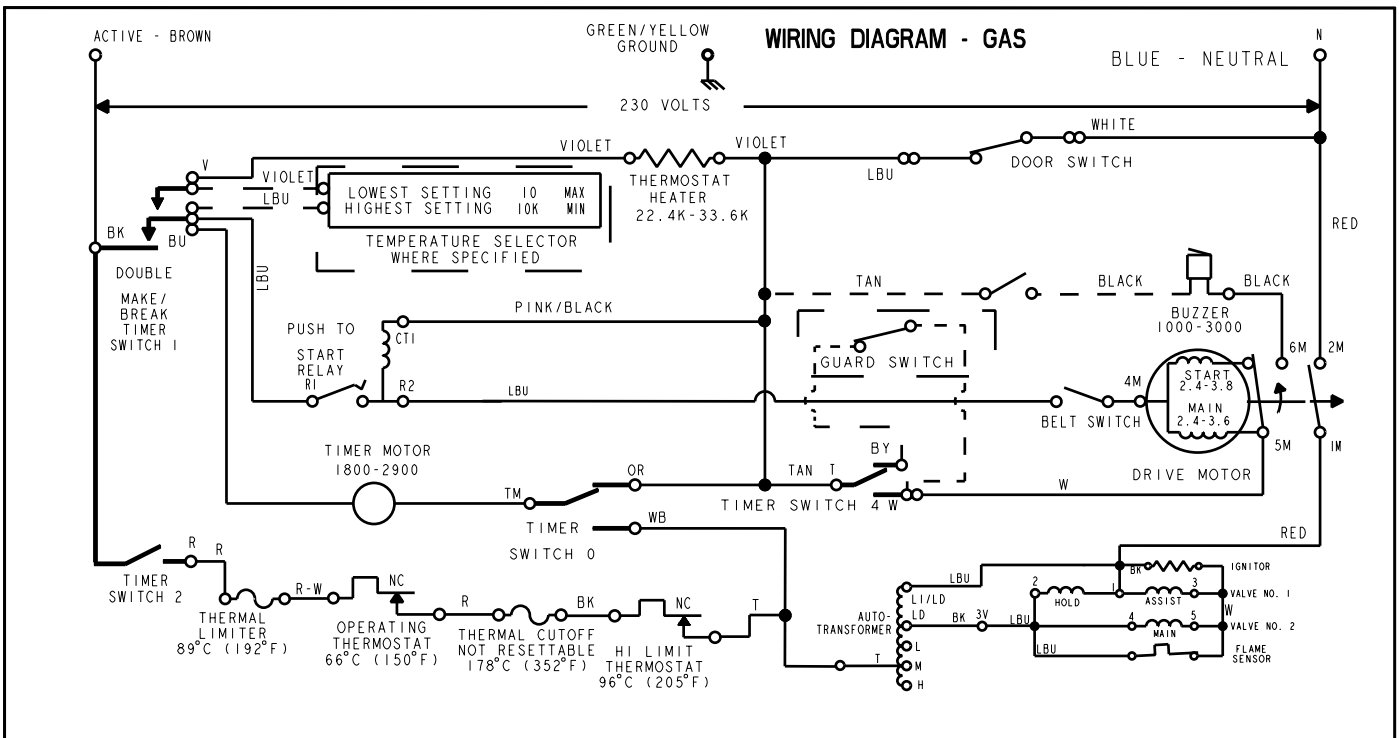 ACTIVE - BROWN
GREEN/YELLOW
GROUND
WIRING DIAGRAM - GAS
N
BLUE - NEUTRAL
230 VOLTS
WHITE
VIOLET
VIOLET
LBU
DOOR SWITCH
V
VIOLET
LBU
LOWEST SETTING 10 MAX
HIGHEST SETTING 10K MIN
THERMOSTAT
HEATER
22.4K-33.6K
RED
BK
BU
TEMPERATURE SELECTOR
WHERE SPECIFIED
DOUBLE
MAKE/
BREAK
TIMER
SWITCH 1
LBU
TAN
BLACK
BLACK
BUZZER
1000-3000
PINK/BLACK
PUSH TO
START
RELAY
CT1
R1
R2
LBU
GUARD SWITCH
6M
2M
START
2.4-3.8
4M
MAIN
2.4-3.6
BELT SWITCH
5M
1M
DRIVE MOTOR
TIMER MOTOR
1800-2900
BY
OR
TAN
T
TM
TIMER SWITCH 4
W
W
TIMER
SWITCH 0
WB
RED
R
R
TIMER
SWITCH 2
R-W
NC
R
BK
NC
T
THERMAL
LIMITER
89°C (192°F)
OPERATING
THERMOSTAT
66°C (150°F)
THERMAL CUTOFF
NOT RESETTABLE
178°C (352°F)
HI LIMIT
THERMOSTAT
96°C (205°F)
AUTO-
TRANSFORMER
LBU
LI/LD
LD
BK
3V
LBU
L
T
M
H
BK
IGNITOR
2
1
3
HOLD
ASSIST
VALVE NO. 1
W
4
5
MAIN
VALVE NO. 2
LBU
FLAME
SENSOR